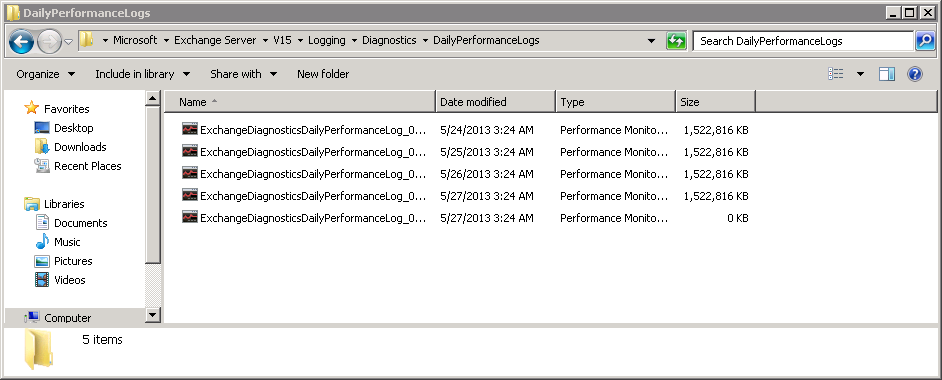 DailyPerformanceLogs
Microsoft Exchange Server V15 Logging Diagnostics DailyPerformanceLogs Search DailyPerformanceLogs
Organize Include in library Share with New folder
Favorites
Desktop
Downloads
Recent Places
Libraries
Documents
Music
Pictures
Videos
Computer
Name Date modified Type Size
ExchangeDiagnosticsDailyPerformanceLog_0... 5/24/2013 3:24 AM Performance Monito... 1,522,816 KB
ExchangeDiagnosticsDailyPerformanceLog_0... 5/25/2013 3:24 AM Performance Monito... 1,522,816 KB
ExchangeDiagnosticsDailyPerformanceLog_0... 5/26/2013 3:24 AM Performance Monito... 1,522,816 KB
ExchangeDiagnosticsDailyPerformanceLog_0... 5/27/2013 3:24 AM Performance Monito... 1,522,816 KB
ExchangeDiagnosticsDailyPerformanceLog_0... 5/27/2013 3:24 AM Performance Monito... 0 KB
5 items